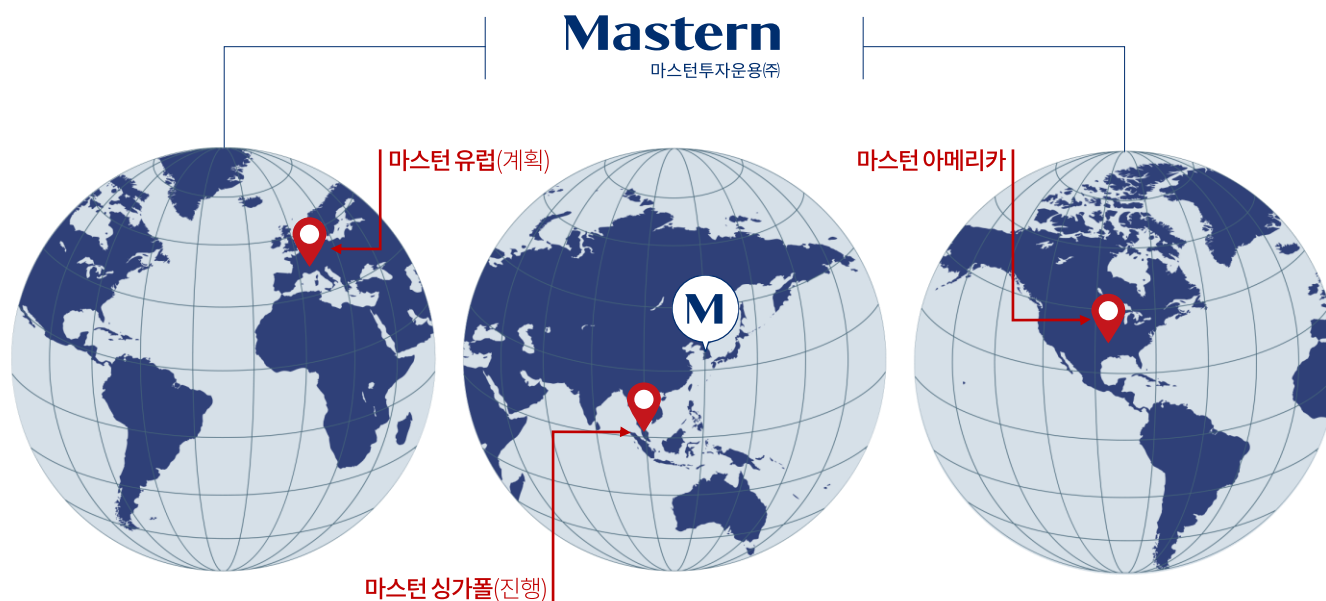 Mastern
마스턴투자운용㈜
마스턴 유럽(계획)
마스턴 아메리카
M
마스턴 싱가폴(진행)